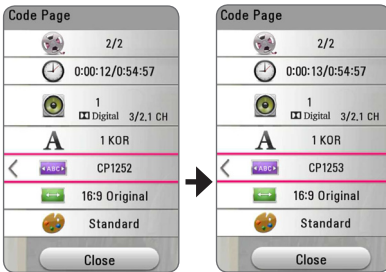 Code Page
2/2
0:00:12/0:54:57
1
Digital 3/2.1 CH
A 1 KOR
ABC CP1252
16:9 Original
Standard
Close
Code Page
2/2
0:00:13/0:54:57
1
Digital 3/2.1 CH
A 1 KOR
ABC CP1253
16:9 Original
Standard
Close